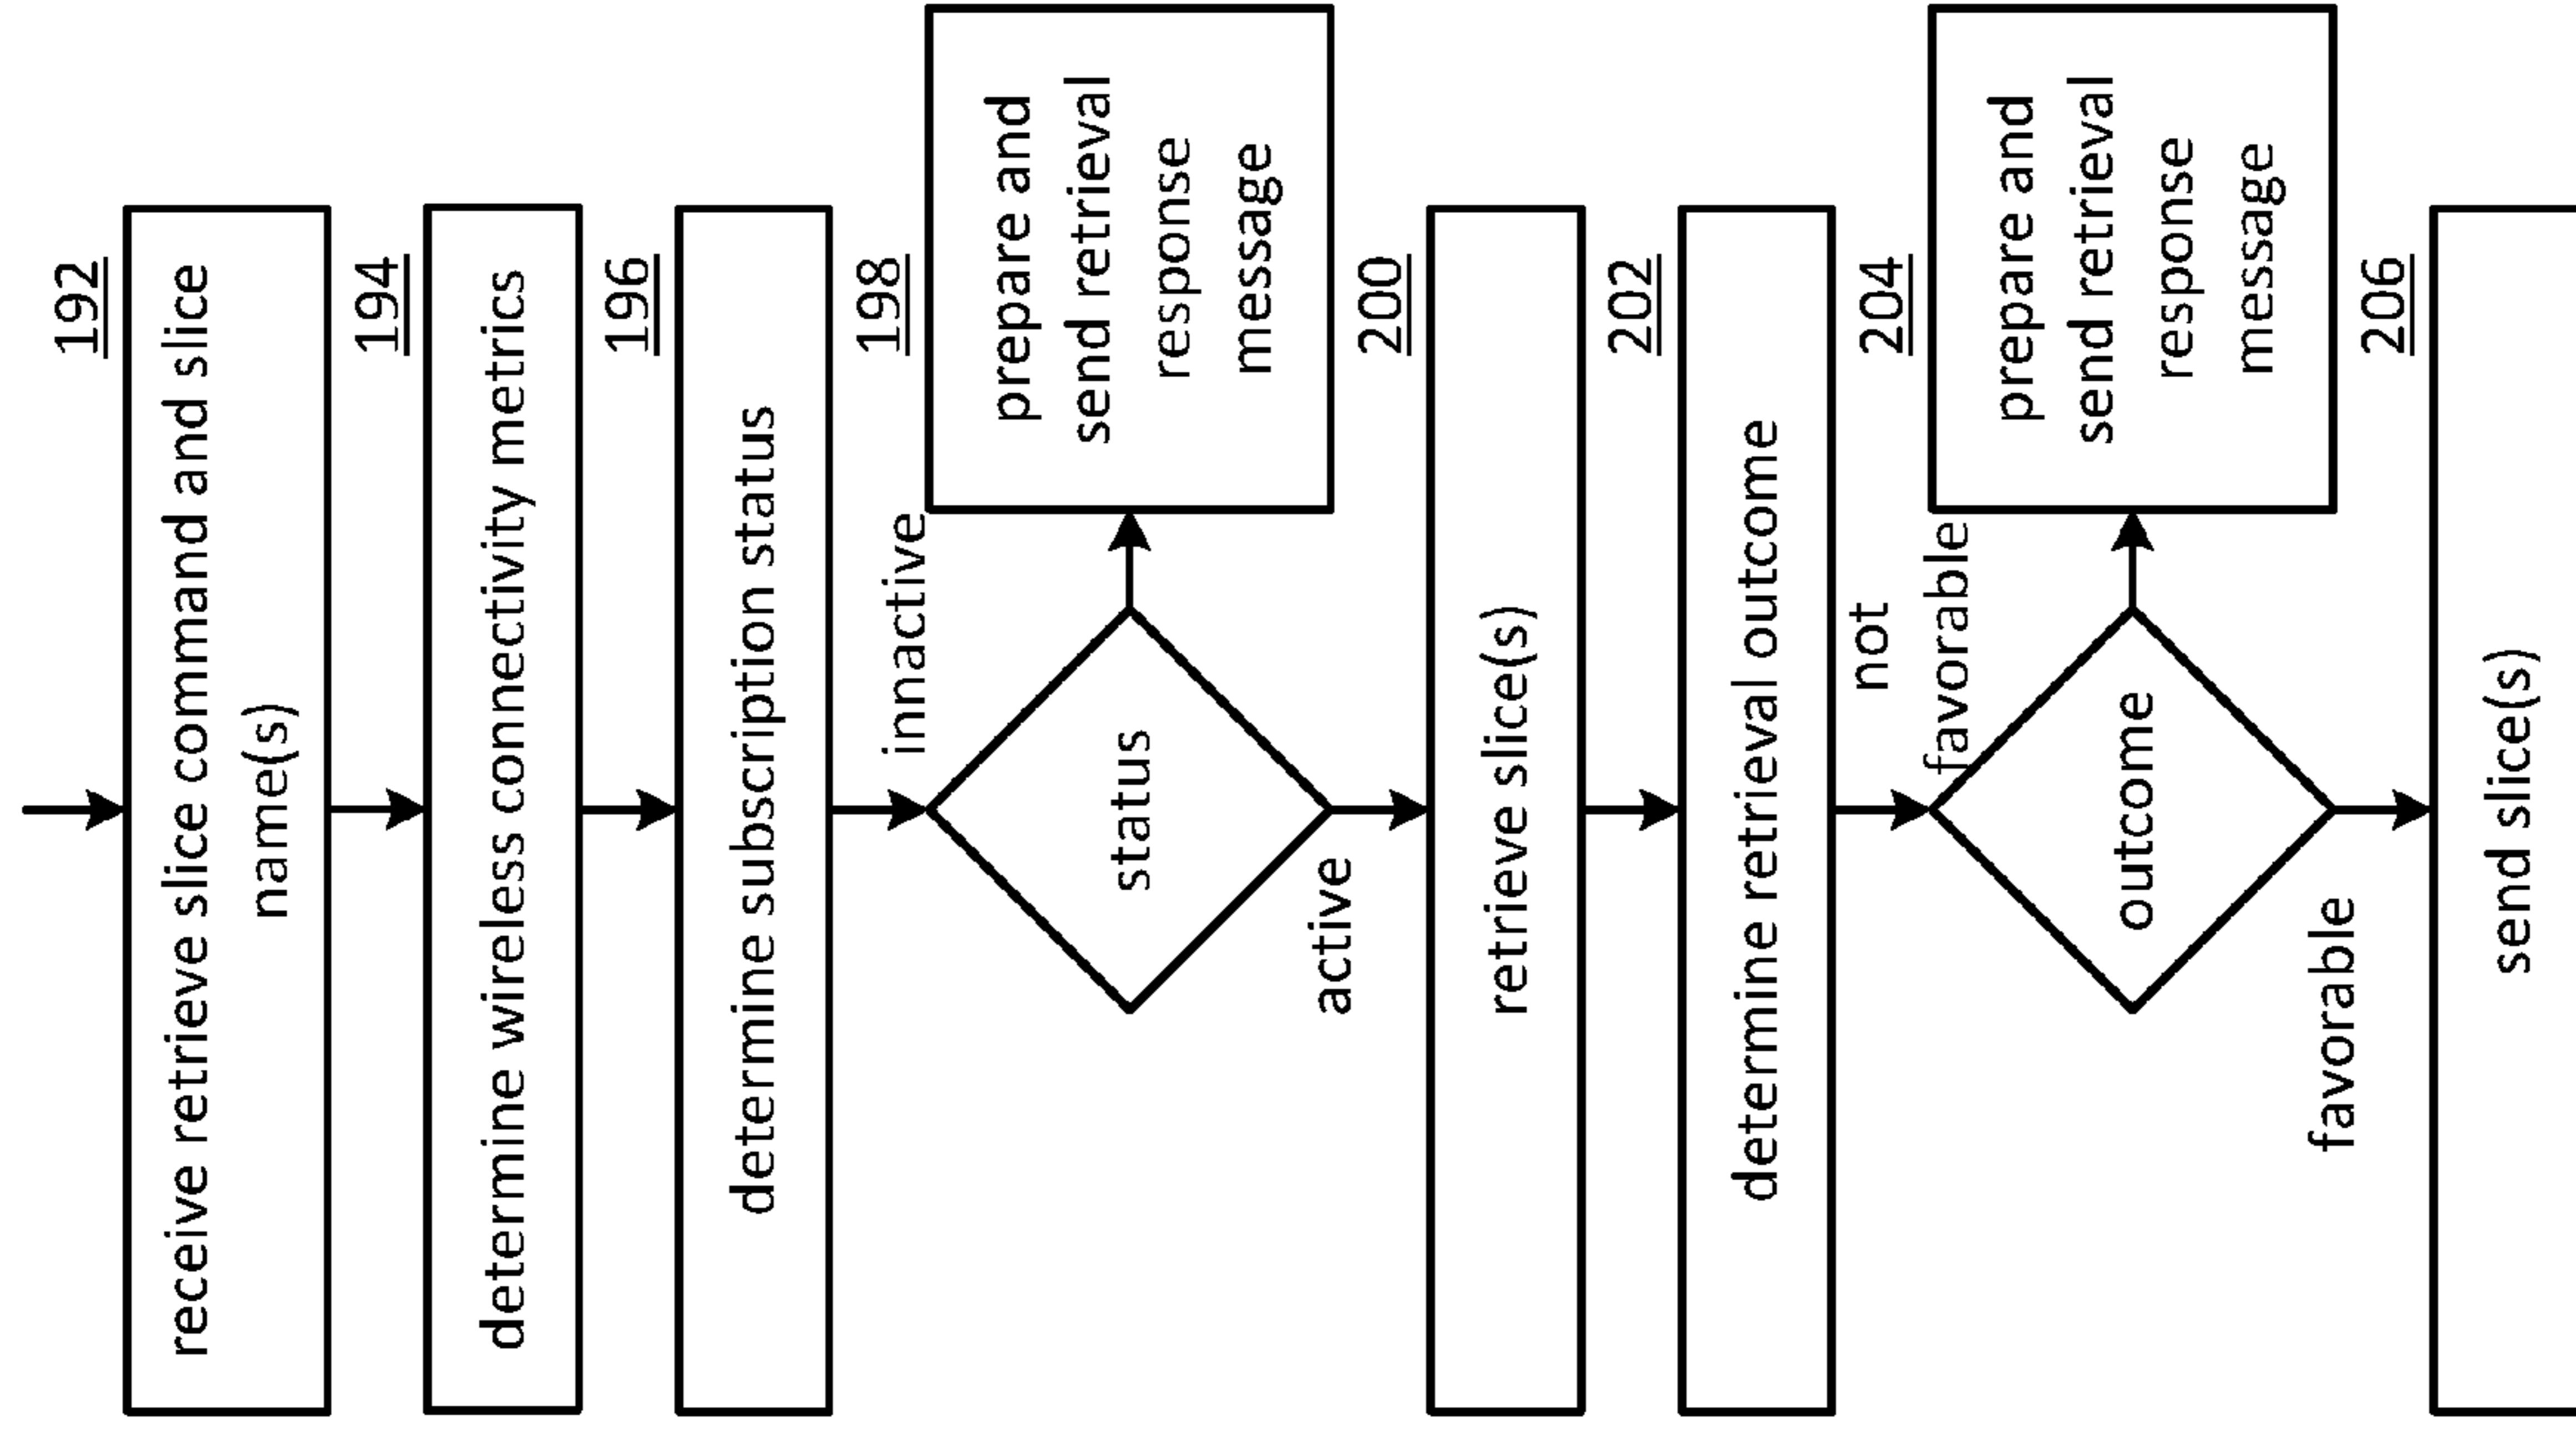 192
receive retrieve slice command and slice
name(s)
194
determine wireless connectivity metrics
196
determine subscription status
198
innactive
prepare and
send retrieval
response
message
status
active
200
retrieve slice(s)
202
determine retrieval outcome
204
not
favorable
prepare and
send retrieval
response
message
outcome
favorable
206
send slice(s)